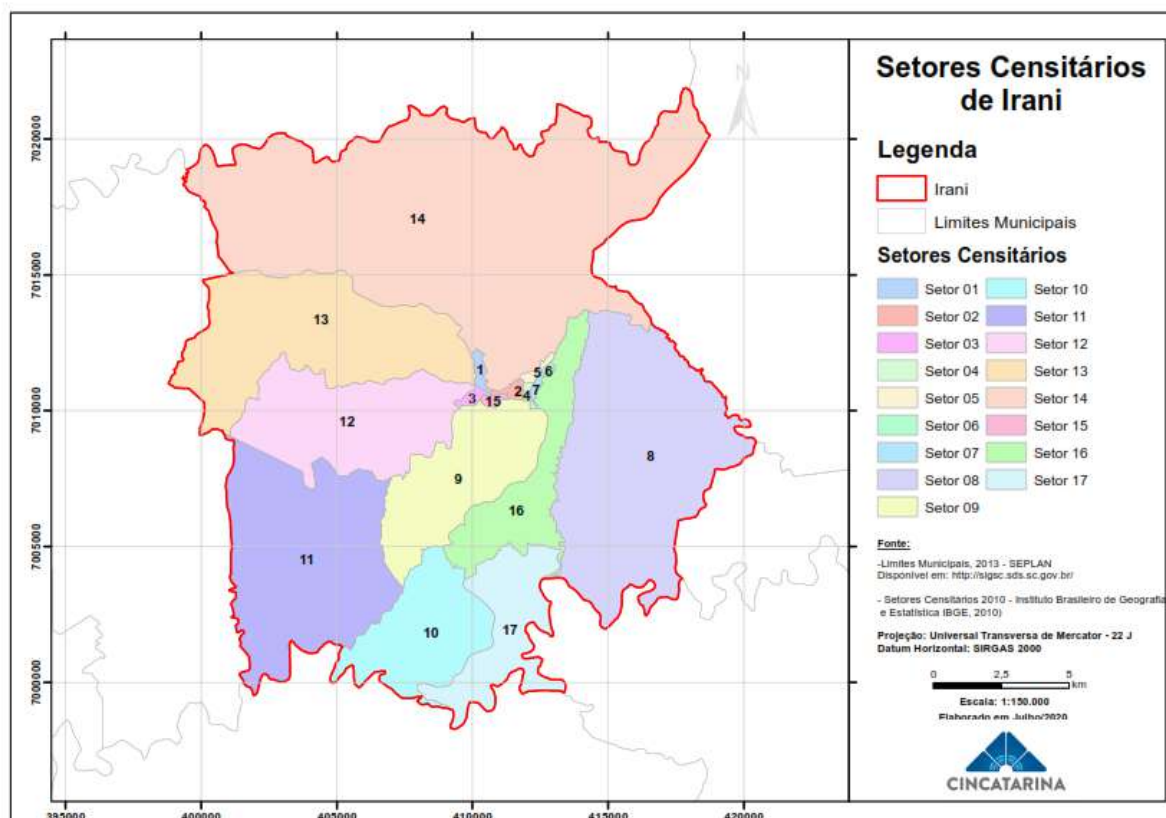 Setores Censitários
de Irani
N
Legenda
Irani
Limites Municipais
Setores Censitários
Setor 01
Setor 10
Setor 02
Setor 11
Setor 03
Setor 12
Setor 04
Setor 13
Setor 05
Setor 14
Setor 06
Setor 15
Setor 07
Setor 16
Setor 08
Setor 17
Setor 09
Fonte:
-Limites Municipais, 2013 - SEPLAN
Disponível em: http://sigsc.sds.sc.gov.br/
- Setores Censitários 2010 - Instituto Brasileiro de Geografia
e Estatística IBGE, 2010)
Projeção: Universal Transversa de Mercator - 22 J
Datum Horizontal: SIRGAS 2000
0 2,5 5
km
Escala: 1:150.000
Elaborado em Julho/2020
CINCATARINA
7020000
7015000
7010000
7005000
7000000
14
13
1
5
6
2
7
3
15
4
12
8
9
16
11
10
17
395000 400000 405000 410000 415000 420000